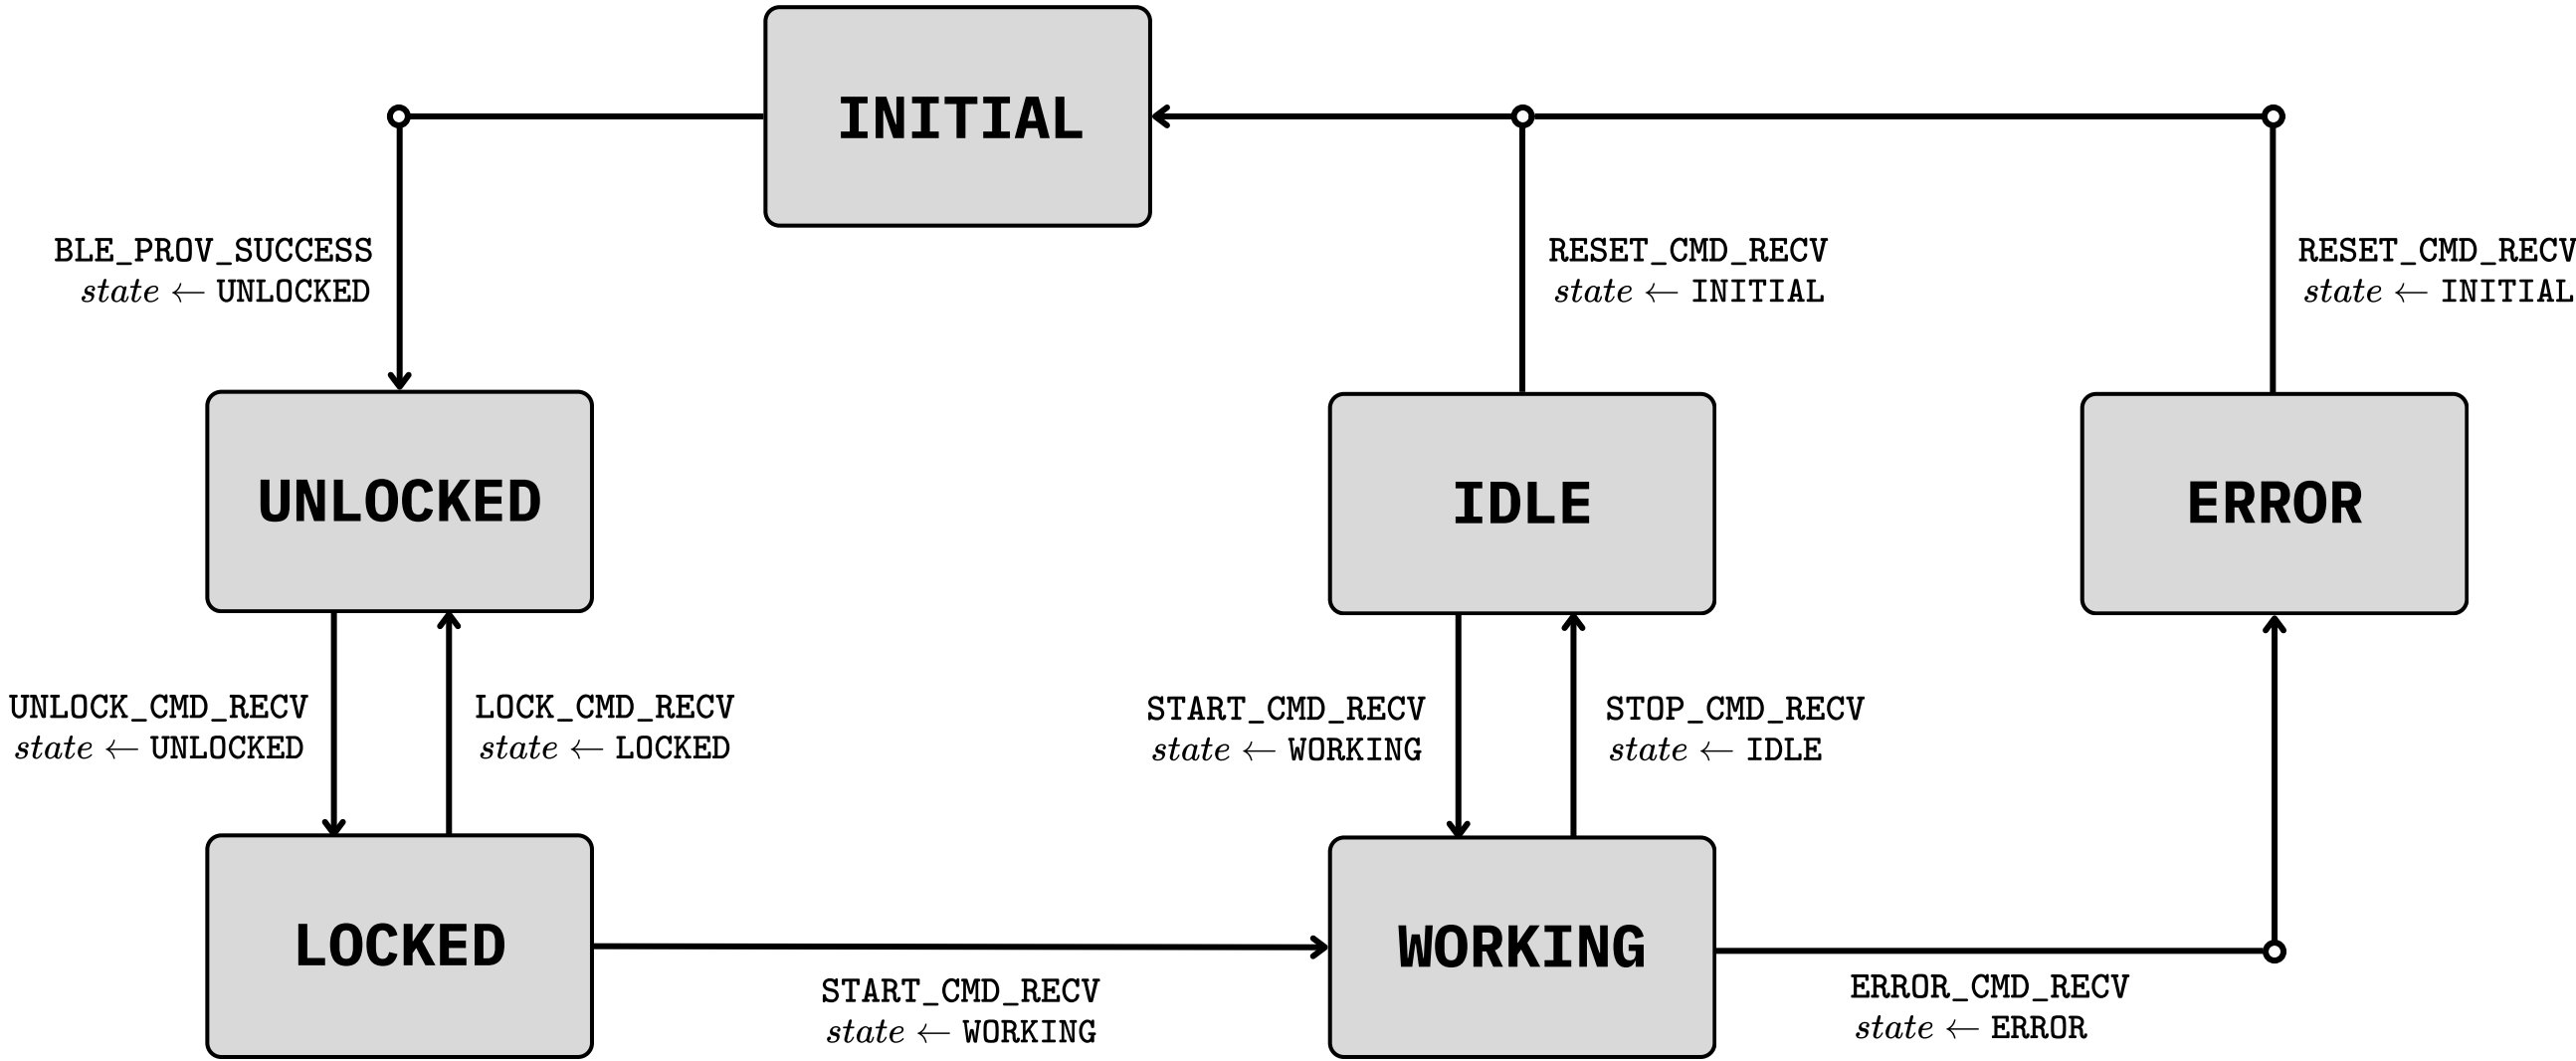 INITIAL
BLE_PROV_SUCCESS
state ← UNLOCKED
RESET_CMD_RECV
state ← INITIAL
RESET_CMD_RECV
state ← INITIAL
UNLOCKED
IDLE
ERROR
UNLOCK_CMD_RECV
state ← UNLOCKED
LOCK_CMD_RECV
state ← LOCKED
START_CMD_RECV
state ← WORKING
STOP_CMD_RECV
state ← IDLE
LOCKED
WORKING
START_CMD_RECV
state ← WORKING
ERROR_CMD_RECV
state ← ERROR